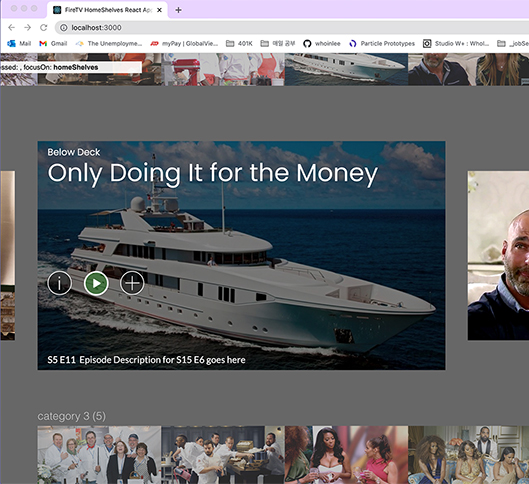 FireTV HomeShelves React App
localhost:3000
Mail
Gmail
The Unemployme...
myPay | GlobalVie...
401K
매일 공부
whoinlee
Particle Prototypes
Studio W+ : Whol...
_jobSe
ssed: , focusOn: homeShelves
Below Deck
Only Doing It for the Money
S5 E11 Episode Description for S15 E6 goes here
category 3 (5)